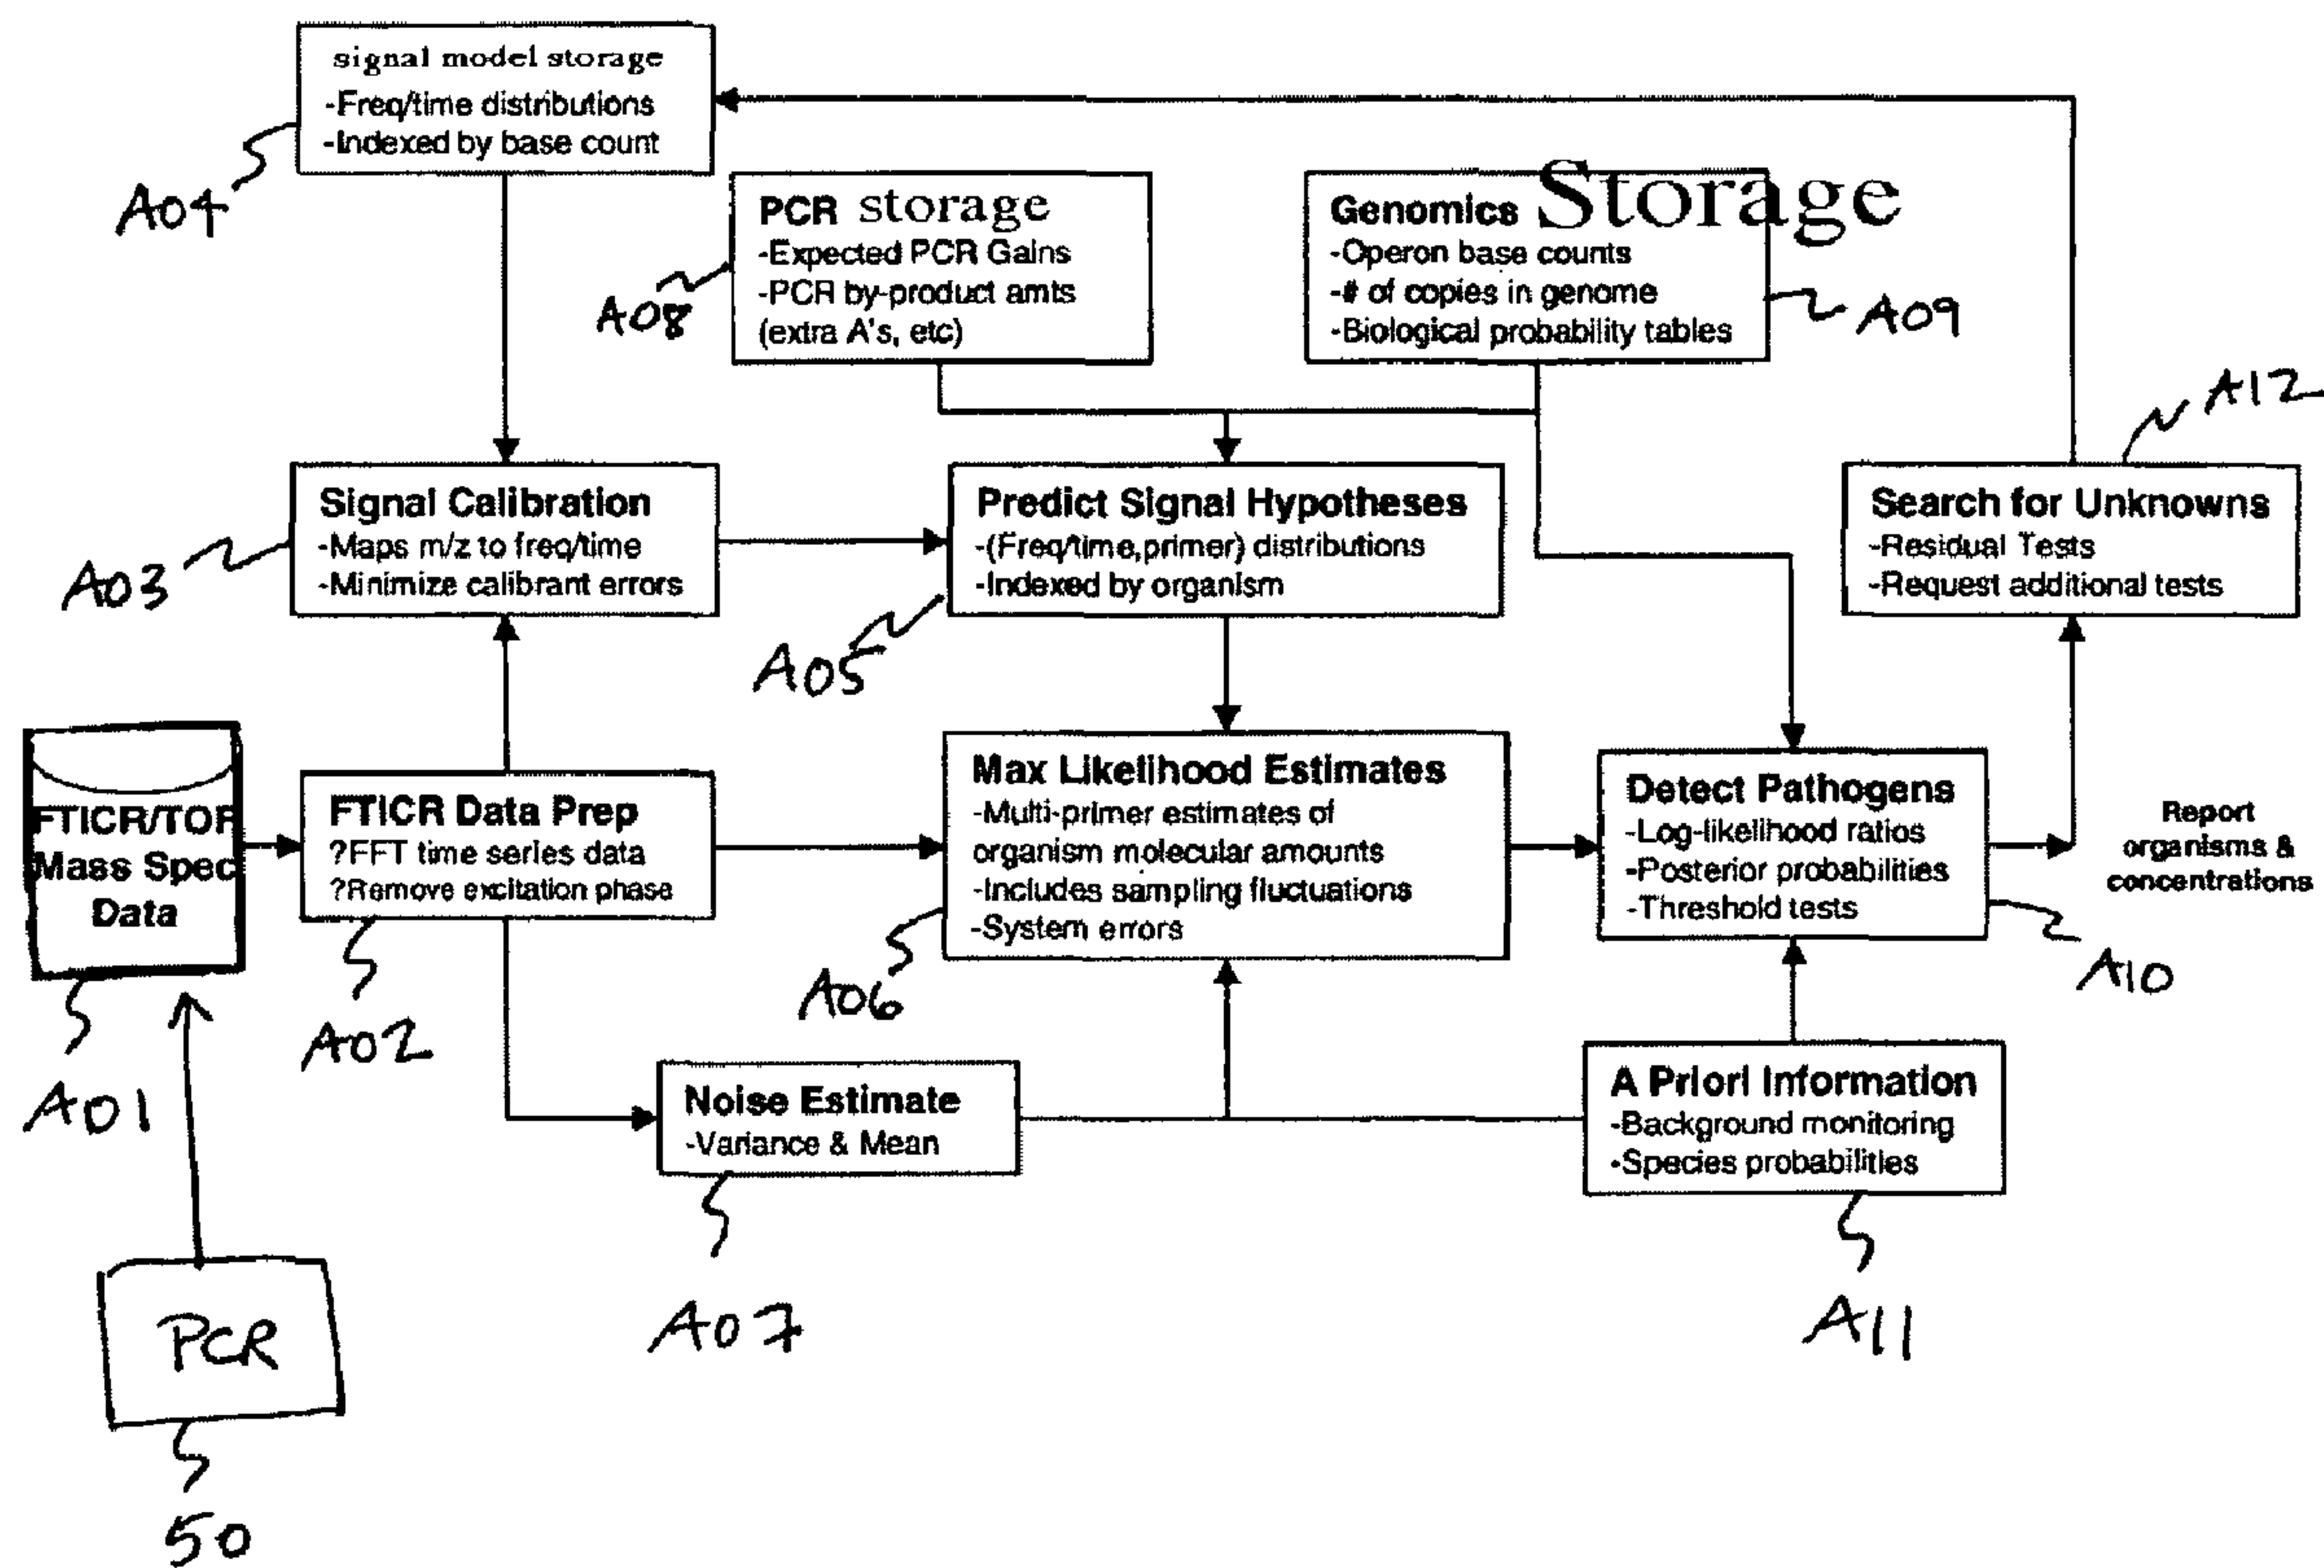 signal model storage
-Freq/time distributions
-Indexed by base count
A04
PCR storage
-Expected PCR Gains
-PCR by-product amts
(extra A's, etc)
A08
Genomics Storage
-Operon base counts
-# of copies in genome
-Biological probability tables
A09
A12
Signal Calibration
-Maps m/z to freq/time
-Minimize calibrant errors
A03
Predict Signal Hypotheses
-(Freq/time,primer) distributions
-Indexed by organism
A05
Search for Unknowns
-Residual Tests
-Request additional tests
FTICR/TOF
Mass Spec
Data
A01
FTICR Data Prep
?FFT time series data
?Remove excitation phase
A02
Max Likelihood Estimates
-Multi-primer estimates of
organism molecular amounts
-Includes sampling fluctuations
-System errors
A06
Detect Pathogens
-Log-likelihood ratios
-Posterior probabilities
-Threshold tests
A10
Report
organisms &
concentrations
Noise Estimate
-Variance & Mean
A07
A Priori Information
-Background monitoring
-Species probabilities
A11
PCR
50